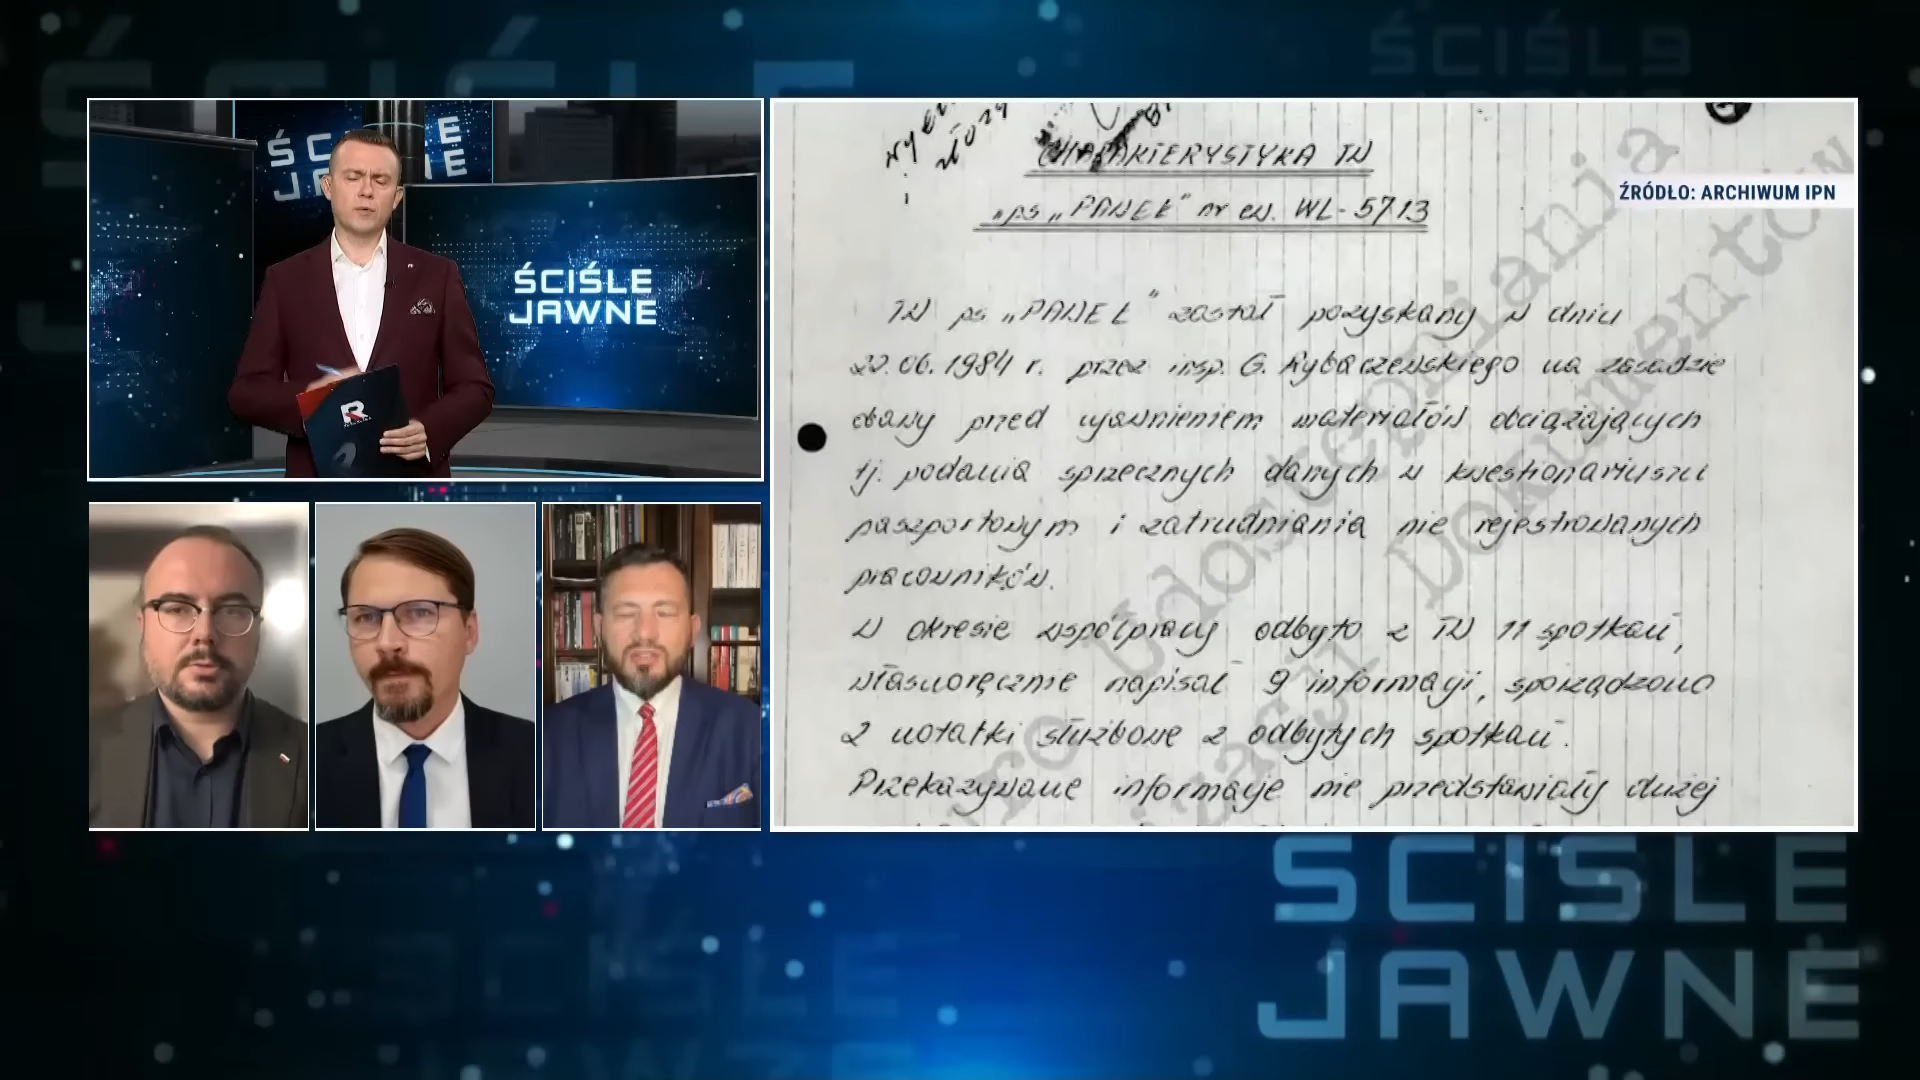 ŚCIŚLE
JAWNE
ŚCIŚLE
JAWNE
R
ŹRÓDŁO: ARCHIWUM IPN
CHARAKTERYSTYKA TW
„ps „PAWEŁ" nr ew. WL-5713
TW ps „PAWEŁ" został pozyskany w dniu
22.06.1984 r. przez insp. G. Rybaczewskiego na zasadzie
obawy przed ujawnieniem materiałów obciążających
tj. podania sprzecznych danych w kwestionariuszu
paszportowym i zatrudniania nie rejestrowanych
pracowników.
W okresie współpracy odbyto z TW 11 spotkań,
własnoręcznie napisał 9 informacji, sporządzono
2 notatki służbowe z odbytych spotkań.
Przekazywane informacje nie przedstawiały dużej
Udostępniania
Dokumentów
ŚCIŚLE
JAWNE